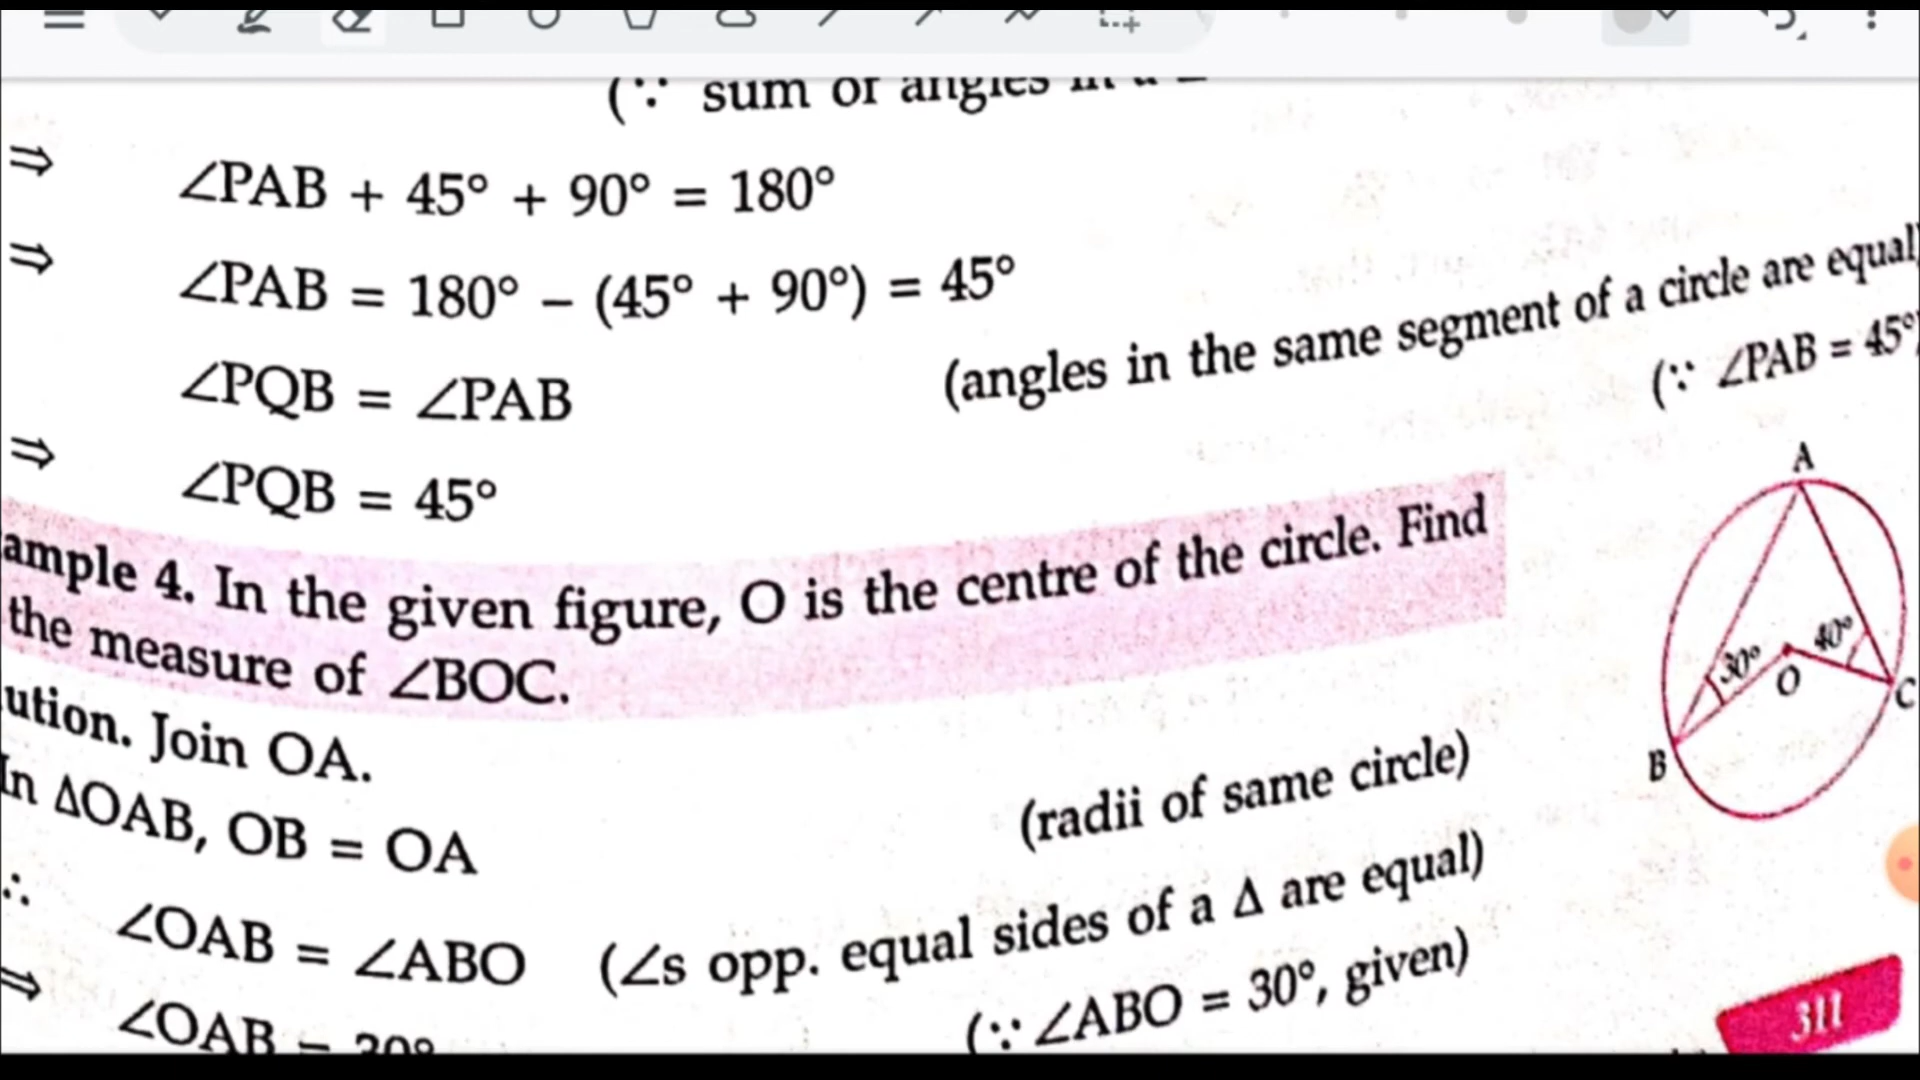 (∵ sum of angles in a
⇒ ∠PAB + 45° + 90° = 180°
⇒ ∠PAB = 180° – (45° + 90°) = 45°
∠PQB = ∠PAB (angles in the same segment of a circle are equal)
⇒ ∠PQB = 45° (∵ ∠PAB = 45°)
ample 4. In the given figure, O is the centre of the circle. Find
the measure of ∠BOC.
ution. Join OA.
In ΔOAB, OB = OA (radii of same circle)
∴ ∠OAB = ∠ABO (∠s opp. equal sides of a Δ are equal)
⇒ ∠OAB = 30° (∵ ∠ABO = 30°, given)
A
30°
40°
O
C
B
311